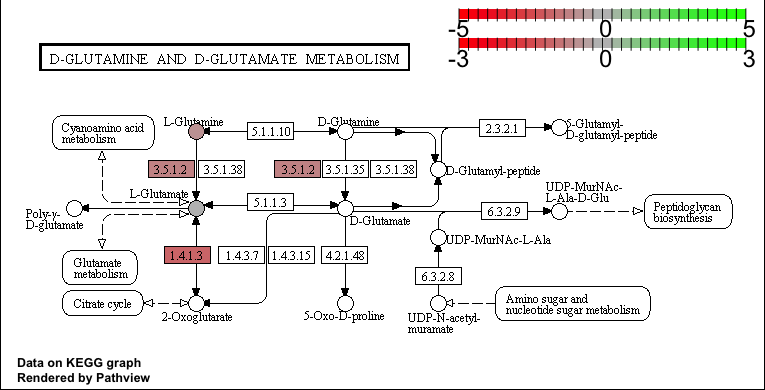 -5 0 5
-3 0 3
D-GLUTAMINE AND D-GLUTAMATE METABOLISM
Cyanoamino acid
metabolism
L-Glutamine
D-Glutamine
5.1.1.10
2.3.2.1
5-Glutamyl-
D-glutamyl-peptide
3.5.1.2
3.5.1.38
3.5.1.2
3.5.1.35
3.5.1.38
D-Glutamyl-peptide
L-Glutamate
5.1.1.3
D-Glutamate
Poly-γ-
D-glutamate
UDP-MurNAc-
L-Ala-D-Glu
6.3.2.9
Peptidoglycan
biosynthesis
UDP-MurNAc-L-Ala
Glutamate
metabolism
1.4.1.3
1.4.3.7
1.4.3.15
4.2.1.48
6.3.2.8
Citrate cycle
2-Oxoglutarate
5-Oxo-D-proline
UDP-N-acetyl-
muramate
Amino sugar and
nucleotide sugar metabolism
Data on KEGG graph
Rendered by Pathview